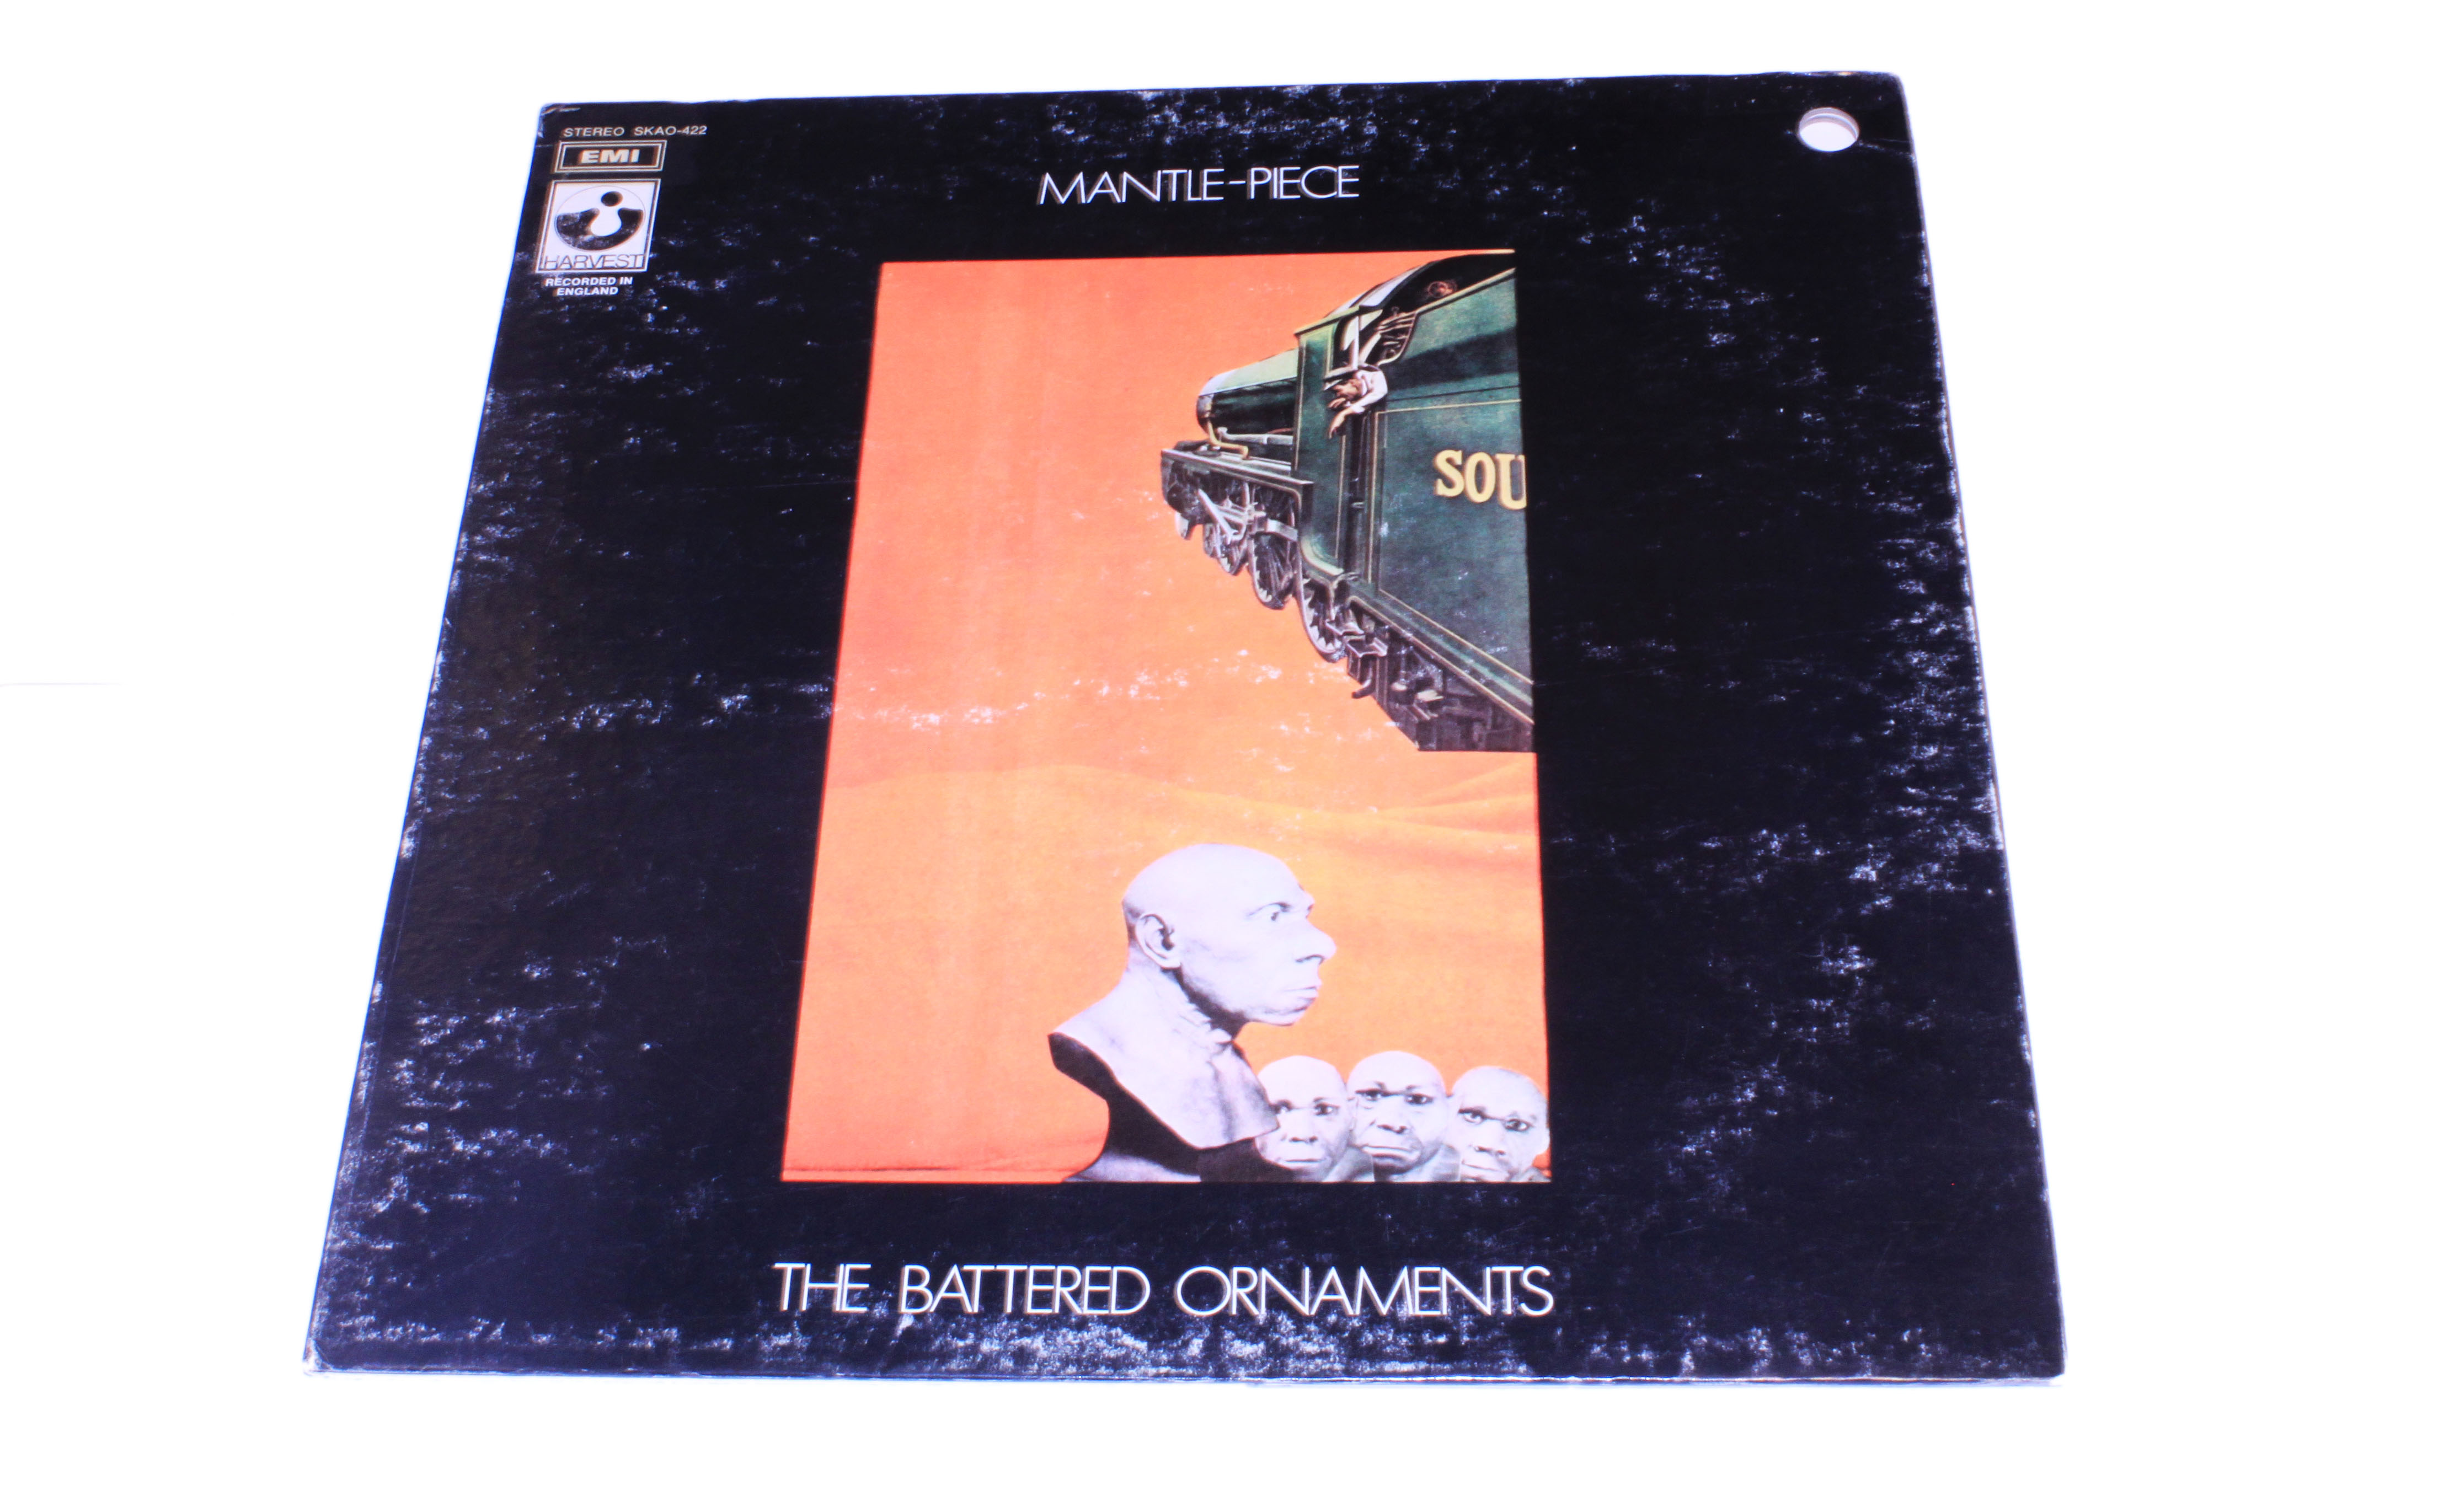 STEREO SKAO-422
EMI
HARVEST
RECORDED IN
ENGLAND
MANTLE-PIECE
SOU
THE BATTERED ORNAMENTS